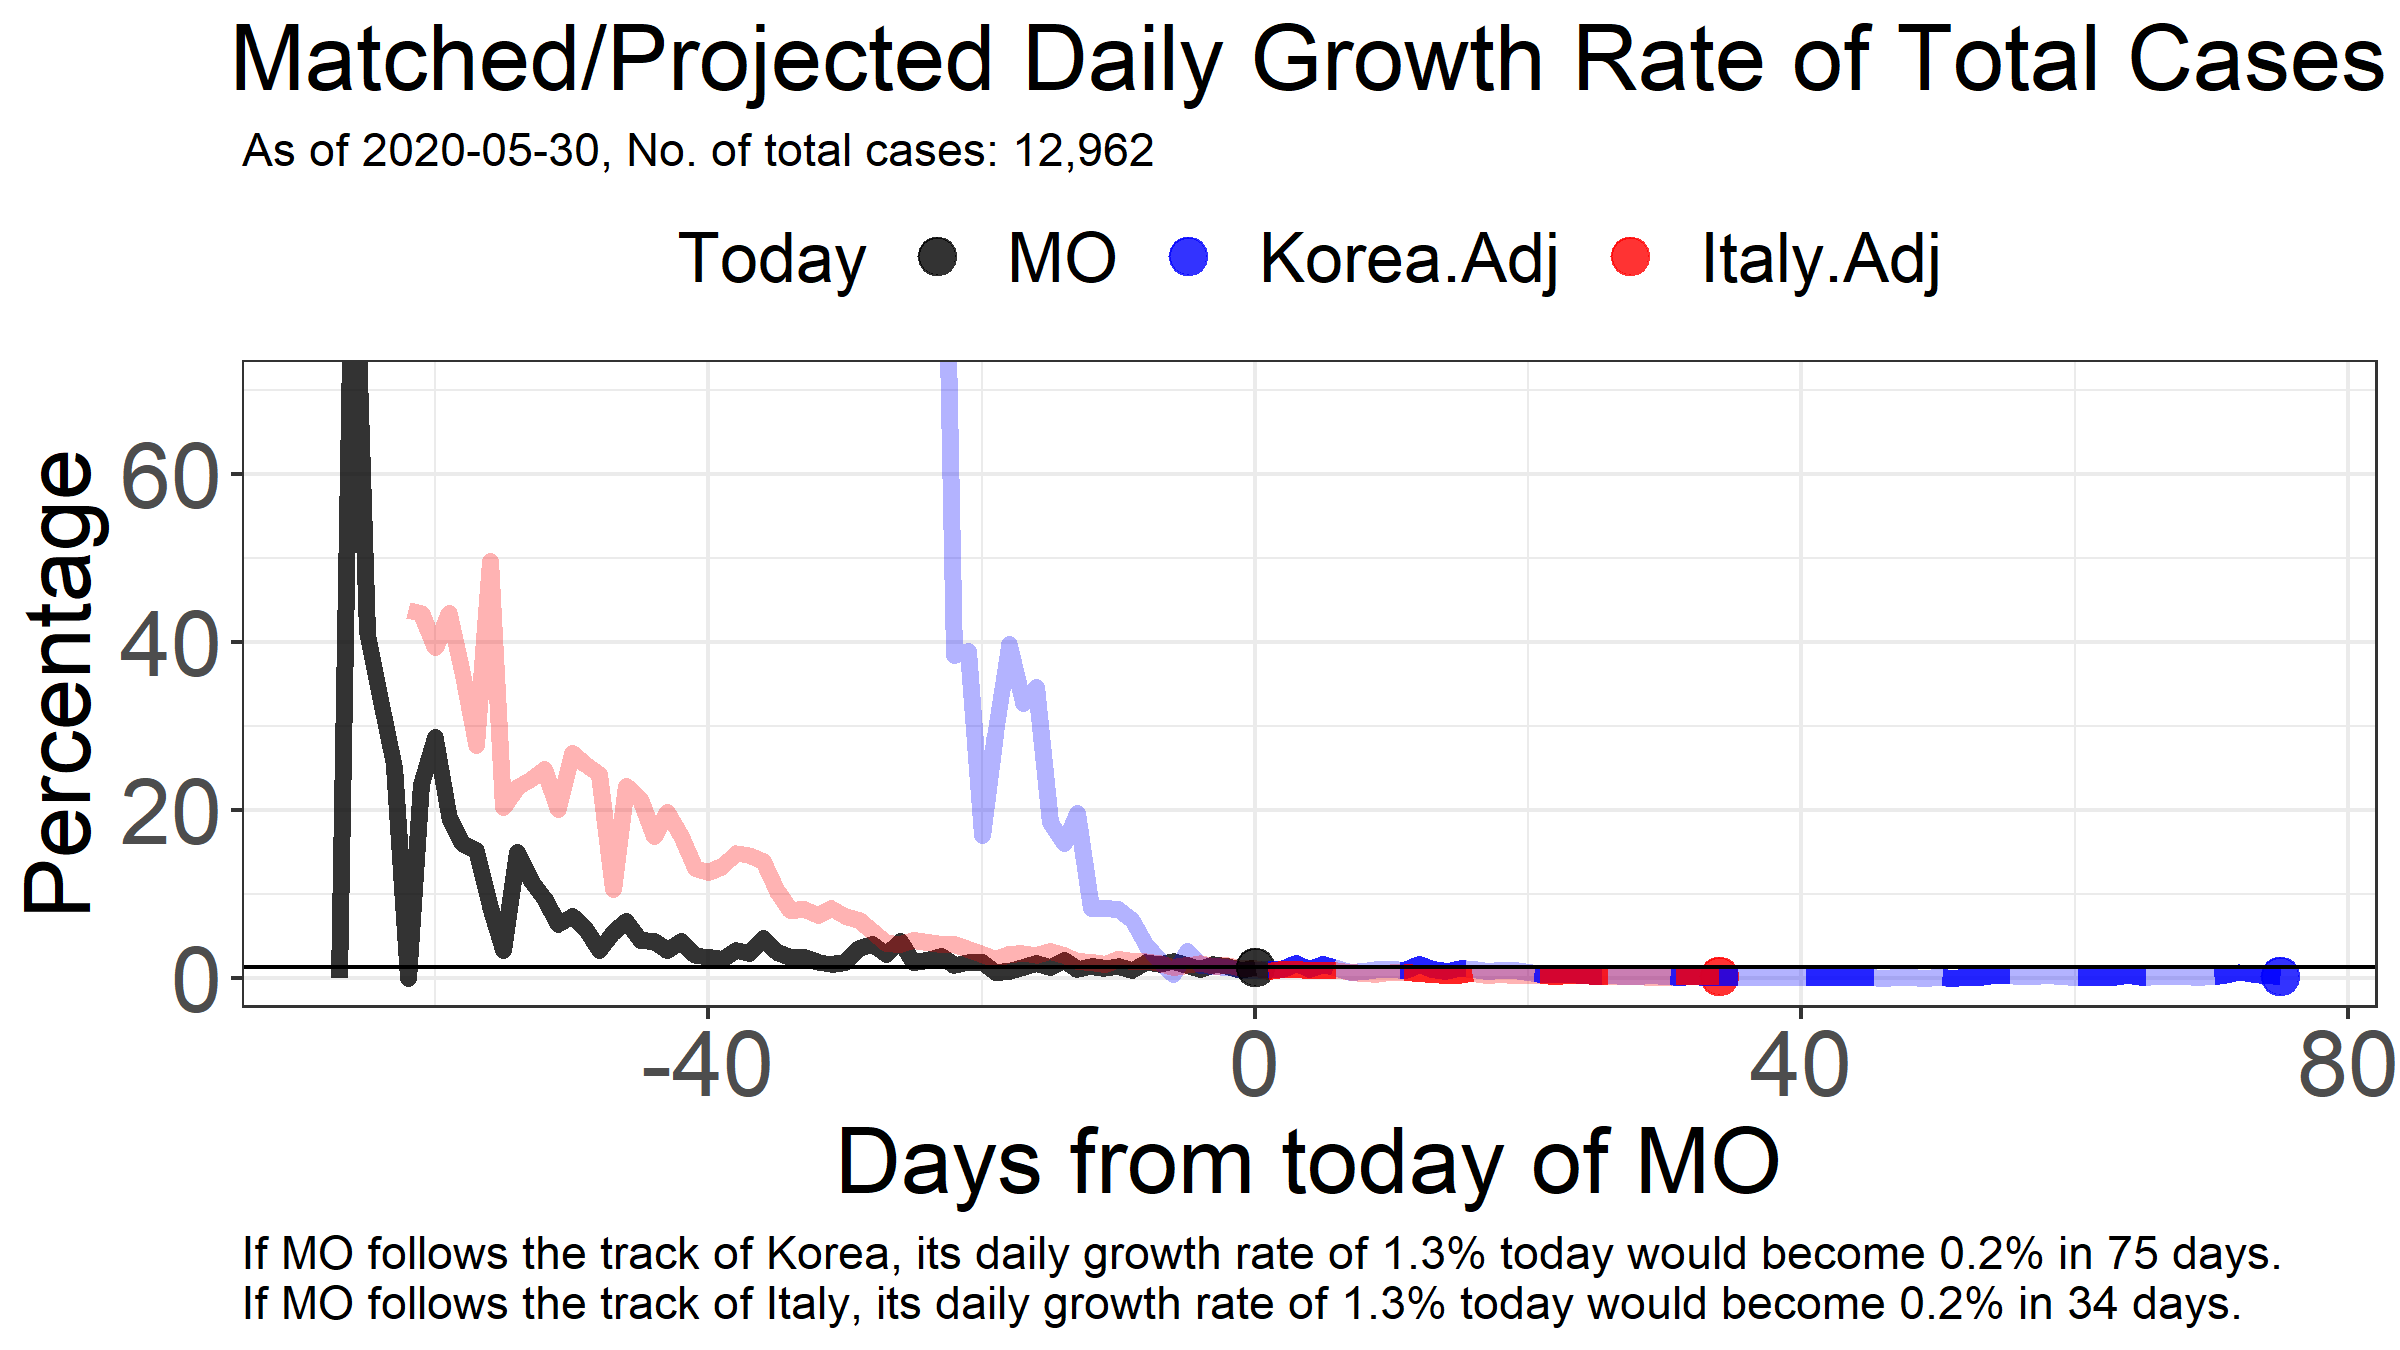 Matched/Projected Daily Growth Rate of Total Cases
As of 2020-05-30, No. of total cases: 12,962
Today MO Korea.Adj Italy.Adj
Percentage
60
40
20
0
-40 0 40 80
Days from today of MO
If MO follows the track of Korea, its daily growth rate of 1.3% today would become 0.2% in 75 days.
If MO follows the track of Italy, its daily growth rate of 1.3% today would become 0.2% in 34 days.